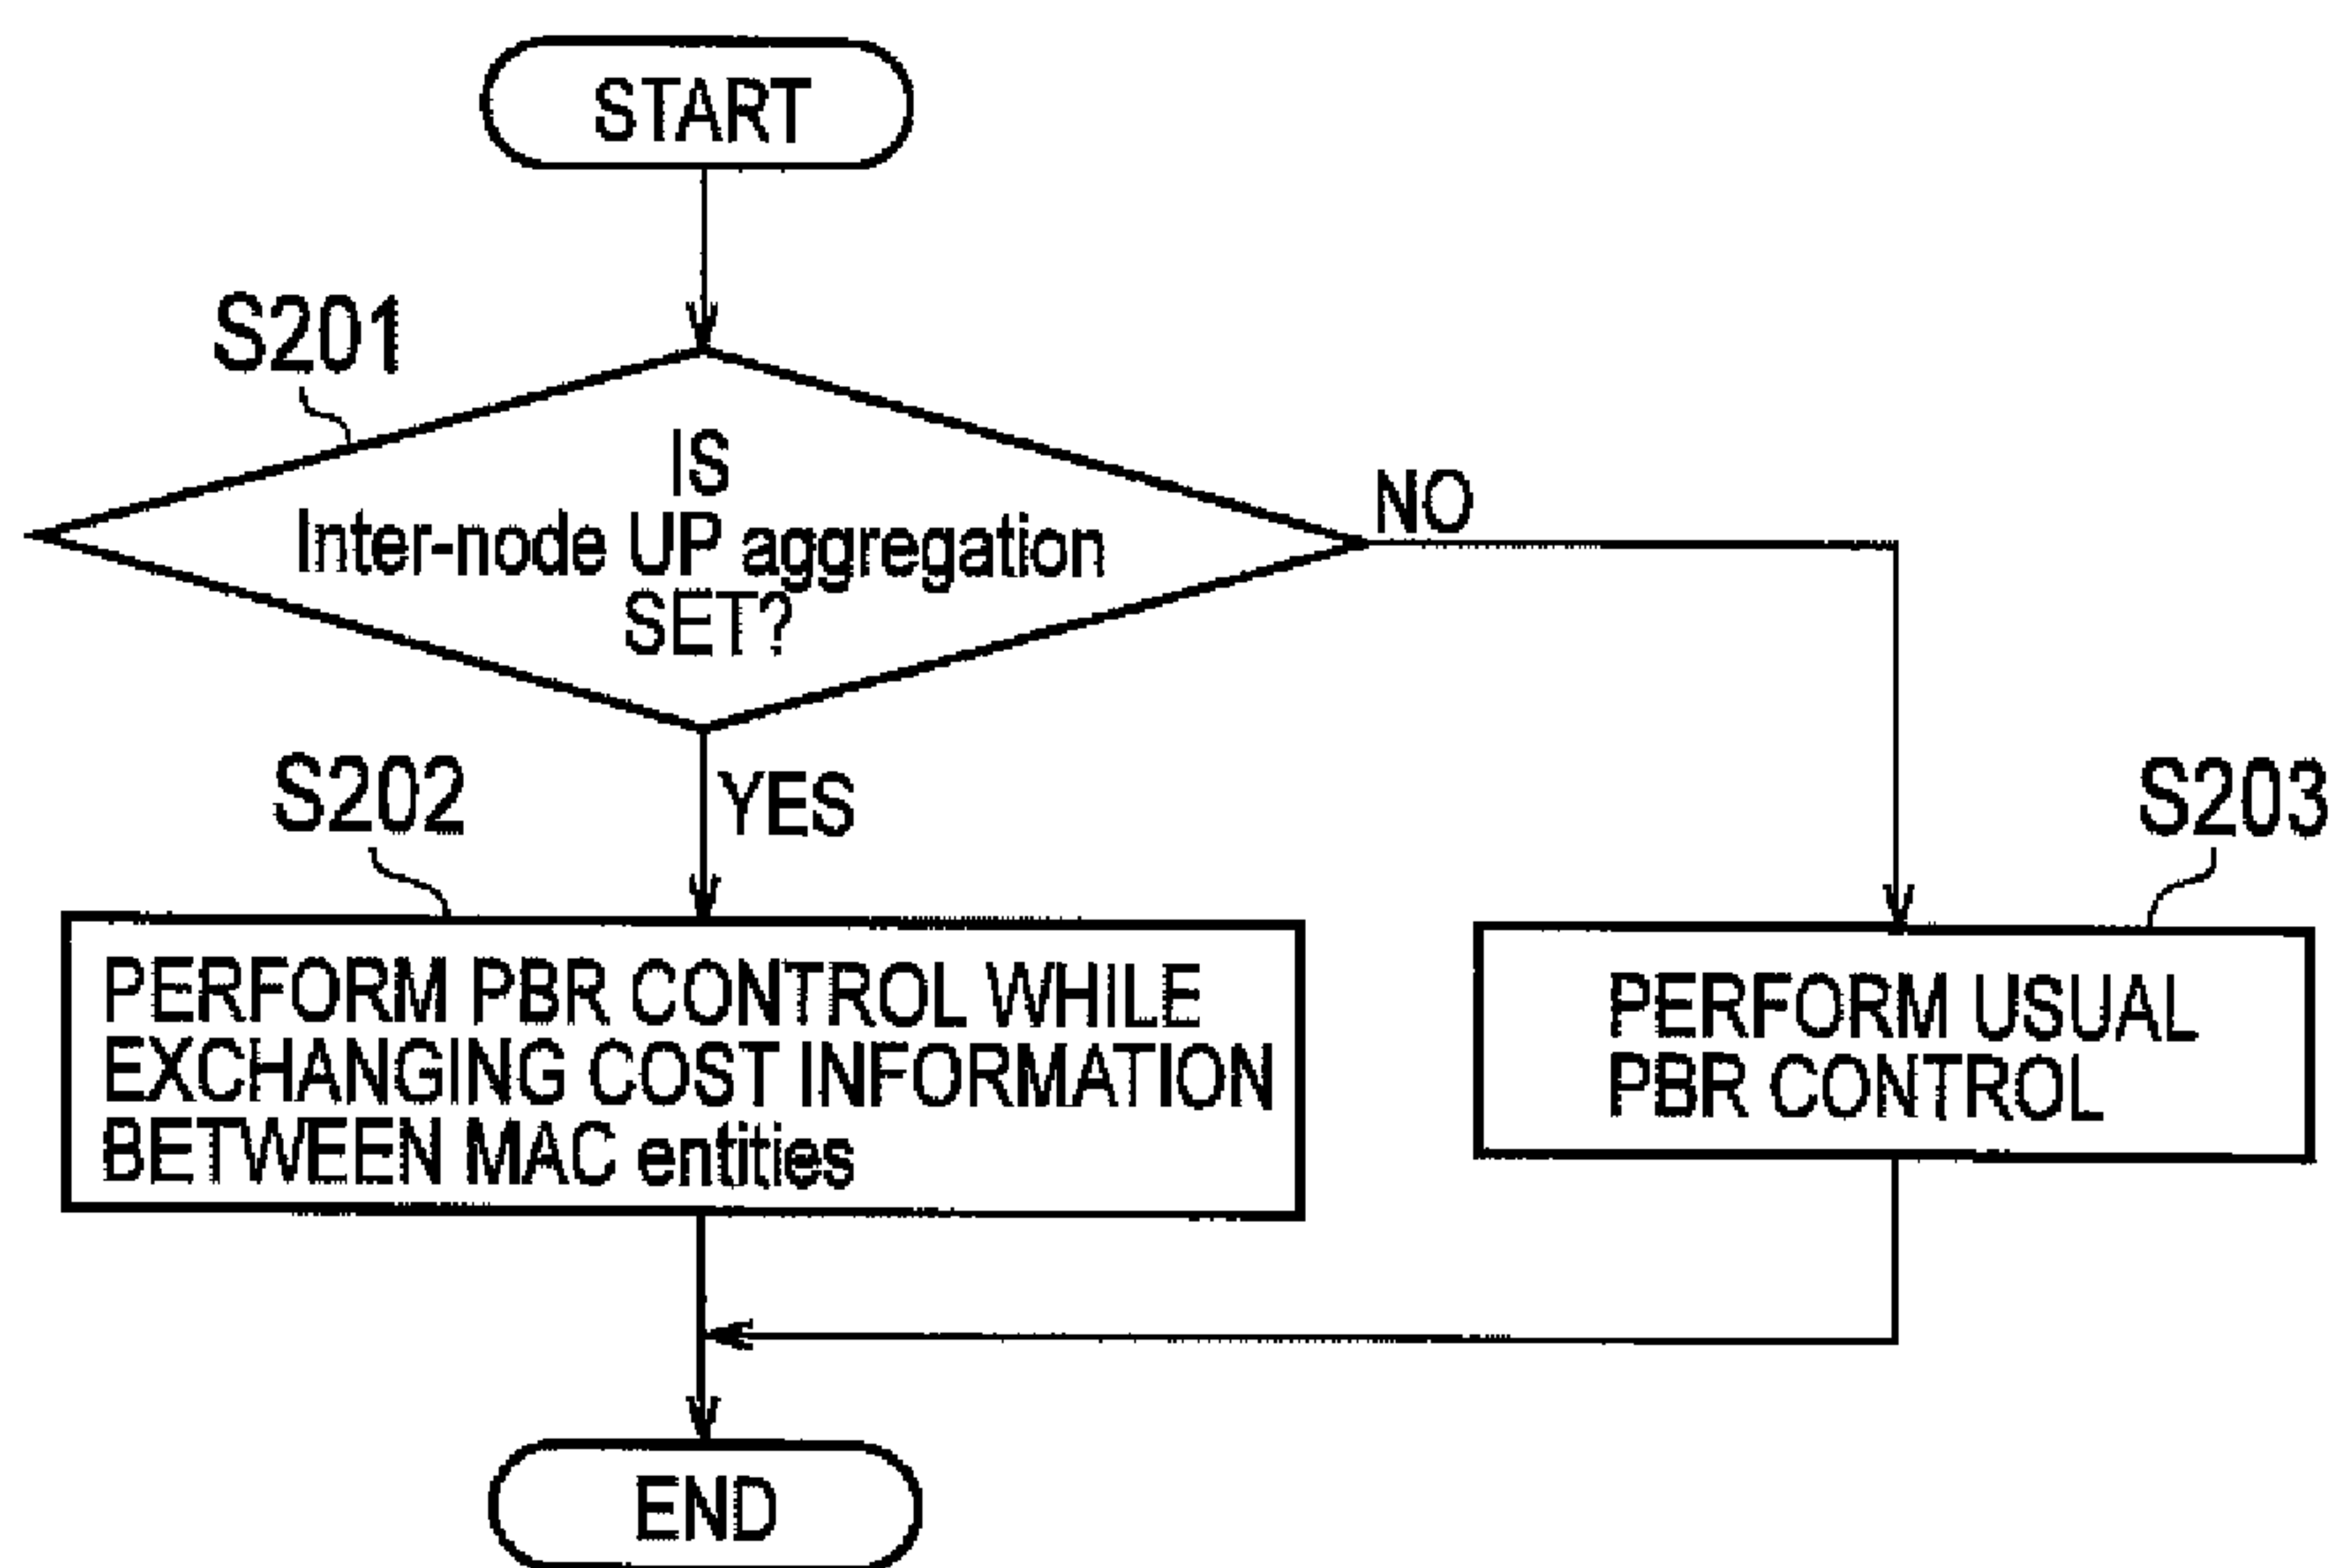 START
S201
IS
Inter-node UP aggregation
SET?
NO
S202
YES
S203
PERFORM PBR CONTROL WHILE
EXCHANGING COST INFORMATION
BETWEEN MAC entities
PERFORM USUAL
PBR CONTROL
END